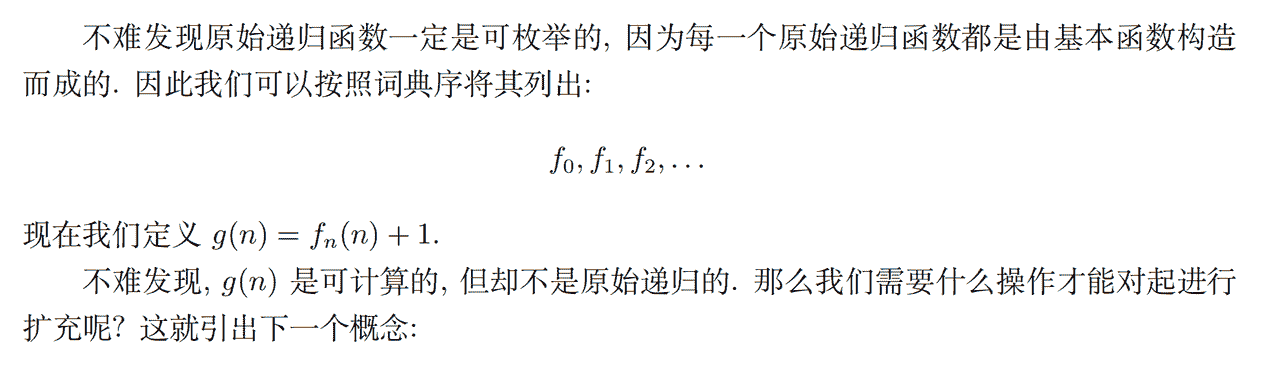 不难发现原始递归函数一定是可枚举的, 因为每一个原始递归函数都是由基本函数构造
而成的. 因此我们可以按照词典序将其列出:
f₀, f₁, f₂, . . .
现在我们定义 g(n) = fₙ(n) + 1.
不难发现, g(n) 是可计算的, 但却不是原始递归的. 那么我们需要什么操作才能对起进行
扩充呢? 这就引出下一个概念: